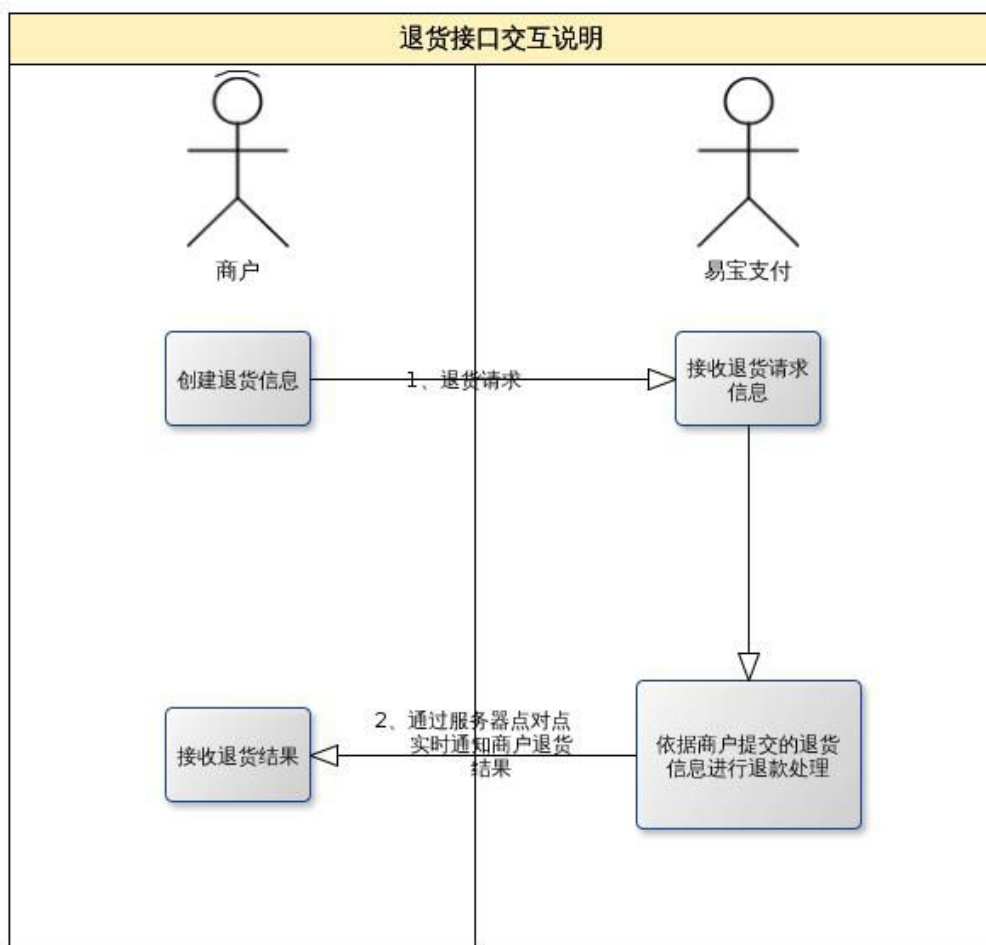 退货接口交互说明
商户
易宝支付
创建退货信息
1、退货请求
接收退货请求
信息
2、通过服务器点对点
实时通知商户退货
结果
接收退货结果
依据商户提交的退货
信息进行退款处理